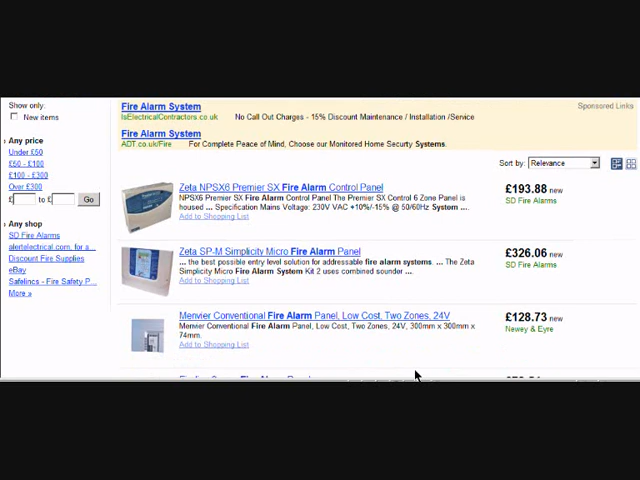 Show only:
New items
Any price
Under £50
£50 - £100
£100 - £300
Over £300
£ to £ Go
Any shop
SD Fire Alarms
alertelectrical.com, for a...
Discount Fire Supplies
eBay
Safelincs - Fire Safety P...
More »
Fire Alarm System
Sponsored Links
IsElectricalContractors.co.uk No Call Out Charges - 15% Discount Maintenance / Installation /Service
Fire Alarm System
ADT.co.uk/Fire For Complete Peace of Mind, Choose our Monitored Home Security Systems.
Sort by: Relevance
Zeta NPSX6 Premier SX Fire Alarm Control Panel
NPSX6 Premier SX Fire Alarm Control Panel The Premier SX Control 6 Zone Panel is
housed ... Specification Mains Voltage: 230V VAC +10%/-15% @ 50/60Hz System ...
Add to Shopping List
£193.88 new
SD Fire Alarms
Zeta SP-M Simplicity Micro Fire Alarm Panel
... the best possible entry level solution for addressable fire alarm systems. ... The Zeta
Simplicity Micro Fire Alarm System Kit 2 uses combined sounder ...
Add to Shopping List
£326.06 new
SD Fire Alarms
Menvier Conventional Fire Alarm Panel, Low Cost, Two Zones, 24V
Menvier Conventional Fire Alarm Panel, Low Cost, Two Zones, 24V, 300mm x 300mm x
74mm.
Add to Shopping List
£128.73 new
Newey & Eyre